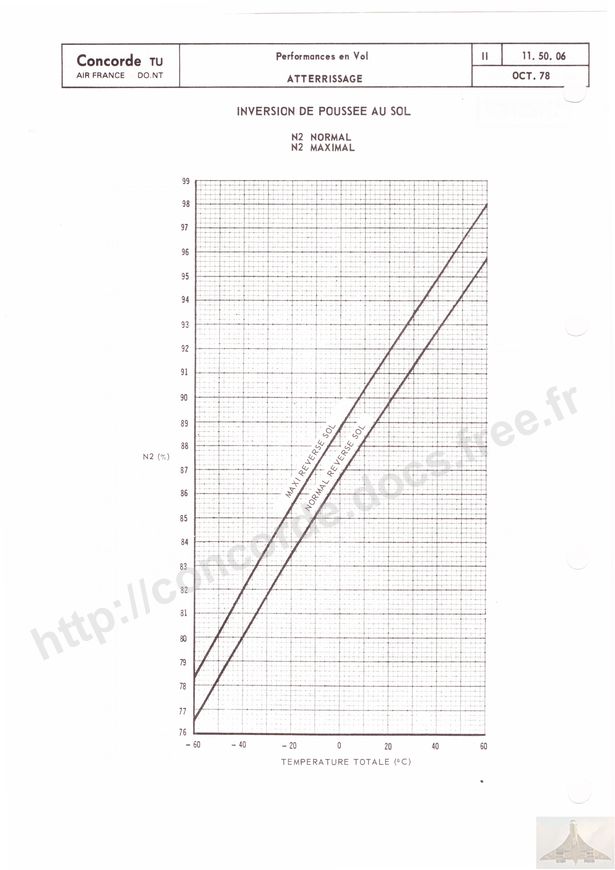 Concorde TU
AIR FRANCE DO.NT
Performances en Vol
ATTERRISSAGE
II
11. 50. 06
OCT. 78
INVERSION DE POUSSEE AU SOL
N2 NORMAL
N2 MAXIMAL
99
98
97
96
95
94
93
92
91
90
89
88
87
86
85
84
83
82
81
80
79
78
77
76
N2 (%)
MAXI REVERSE SOL
NORMAL REVERSE SOL
-60
-40
-20
0
20
40
60
TEMPERATURE TOTALE (°C)
http://concorde.docs.free.fr